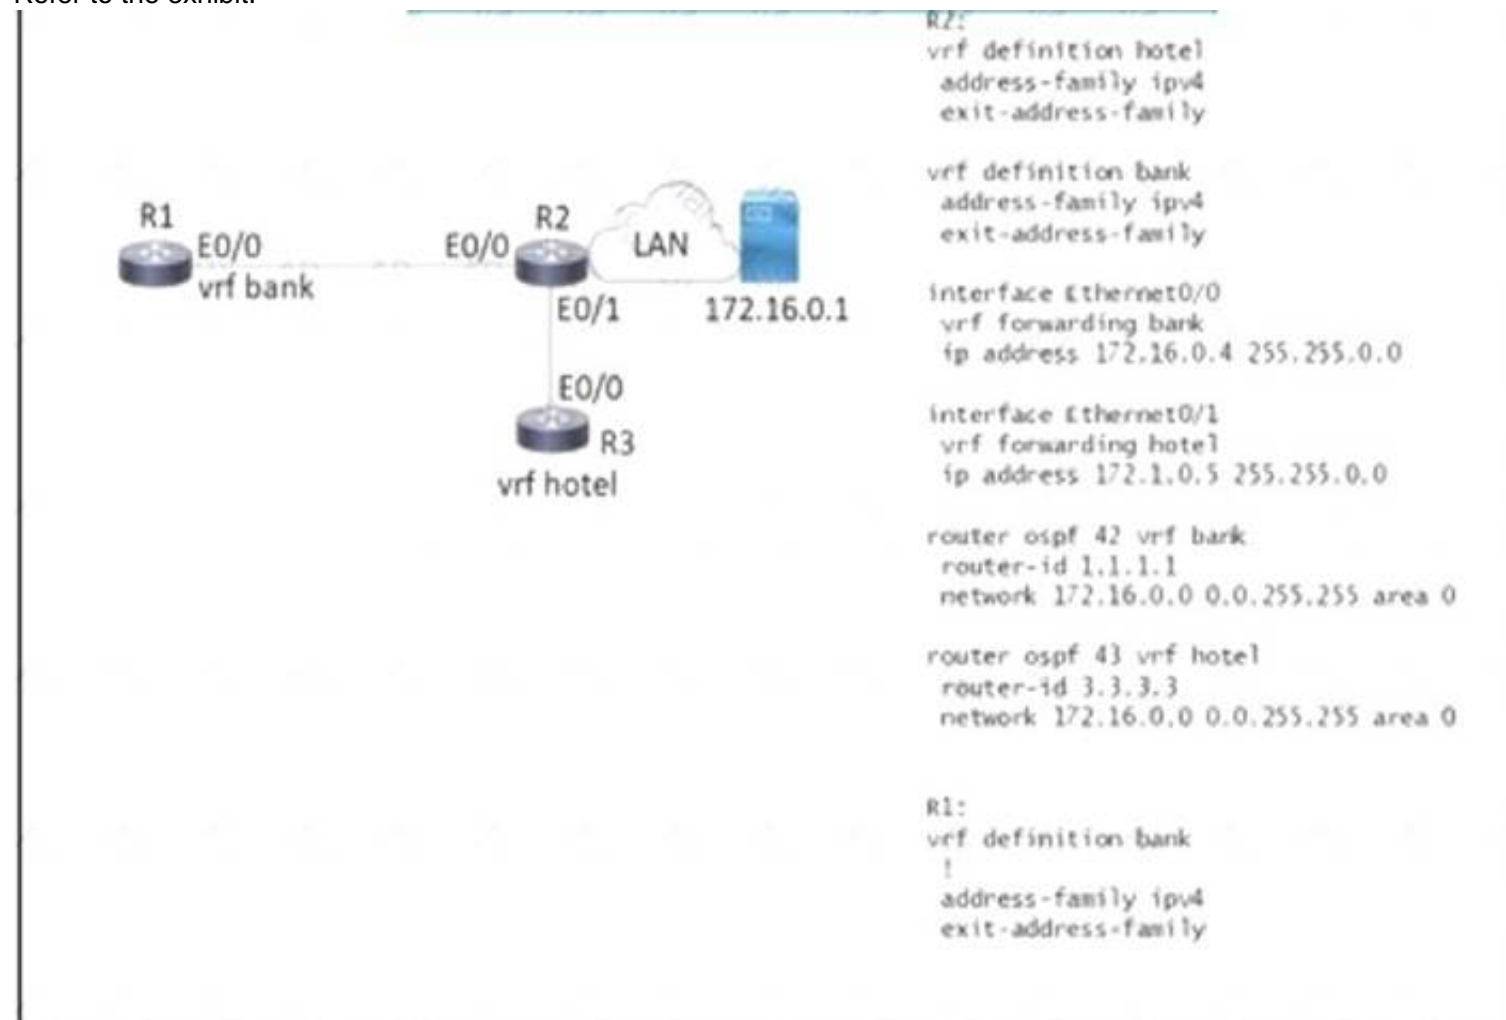 Refer to the exhibit.
R1
E0/0
vrf bank
E0/0
R2
LAN
E0/1
172.16.0.1
E0/0
R3
vrf hotel
R2:
vrf definition hotel
address-family ipv4
exit-address-family
vrf definition bank
address-family ipv4
exit-address-family
interface Ethernet0/0
vrf forwarding bank
ip address 172.16.0.4 255.255.0.0
interface Ethernet0/1
vrf forwarding hotel
ip address 172.1.0.5 255.255.0.0
router ospf 42 vrf bank
router-id 1.1.1.1
network 172.16.0.0 0.0.255.255 area 0
router ospf 43 vrf hotel
router-id 3.3.3.3
network 172.16.0.0 0.0.255.255 area 0
R1:
vrf definition bank
!
address-family ipv4
exit-address-family